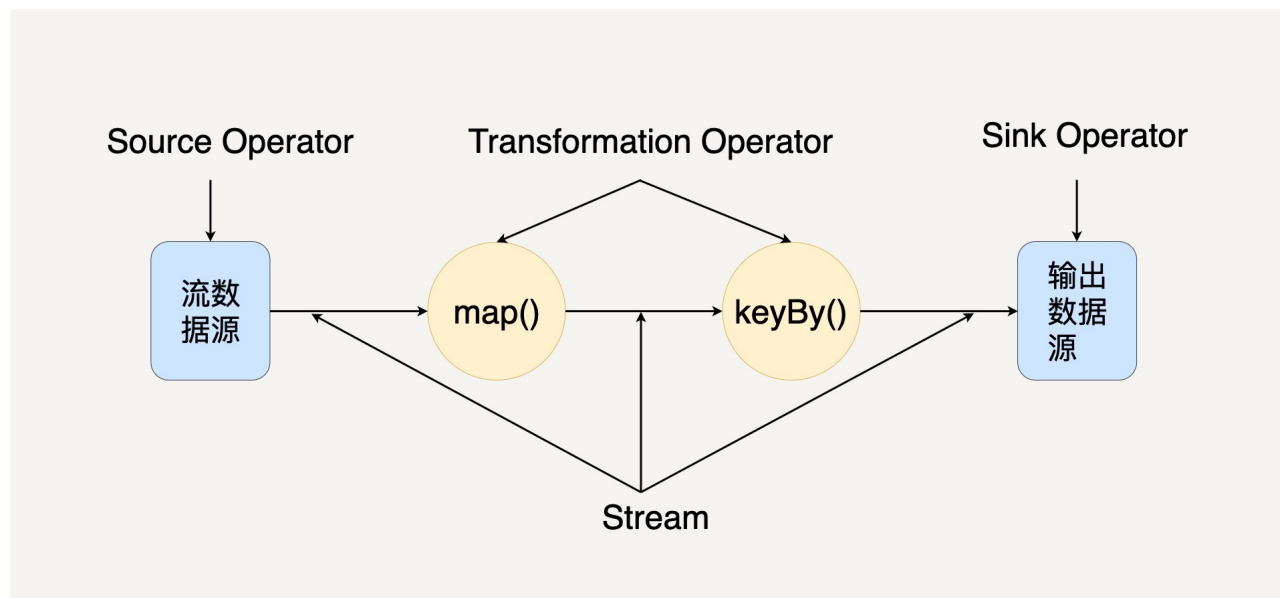 Source Operator
Transformation Operator
Sink Operator
流数
据源
map()
keyBy()
输出
数据
源
Stream